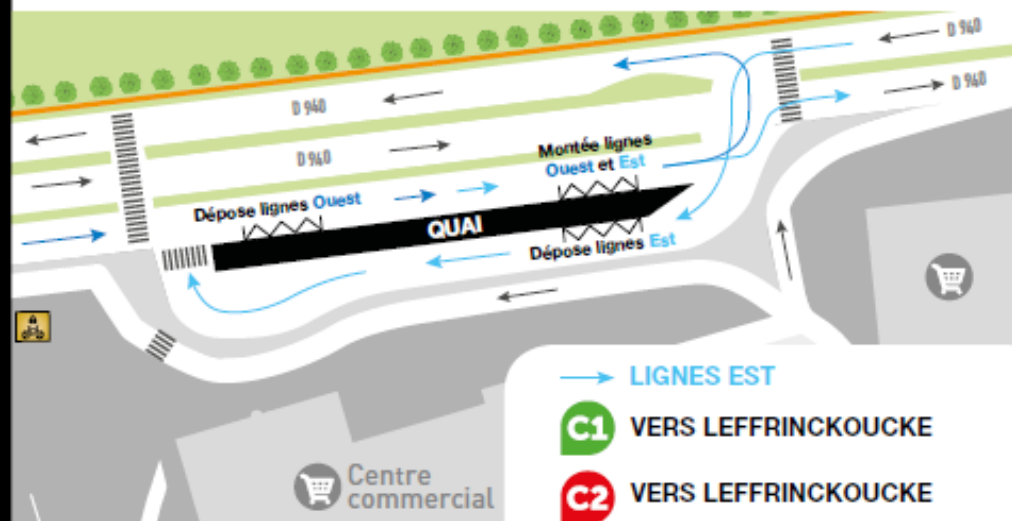 D 940
D 940
D 940
D 940
Montée lignes
Ouest et Est
Dépose lignes Ouest
QUAI
Dépose lignes Est
LIGNES EST
C1 VERS LEFFRINCKOUCKE
Centre
commercial
C2 VERS LEFFRINCKOUCKE